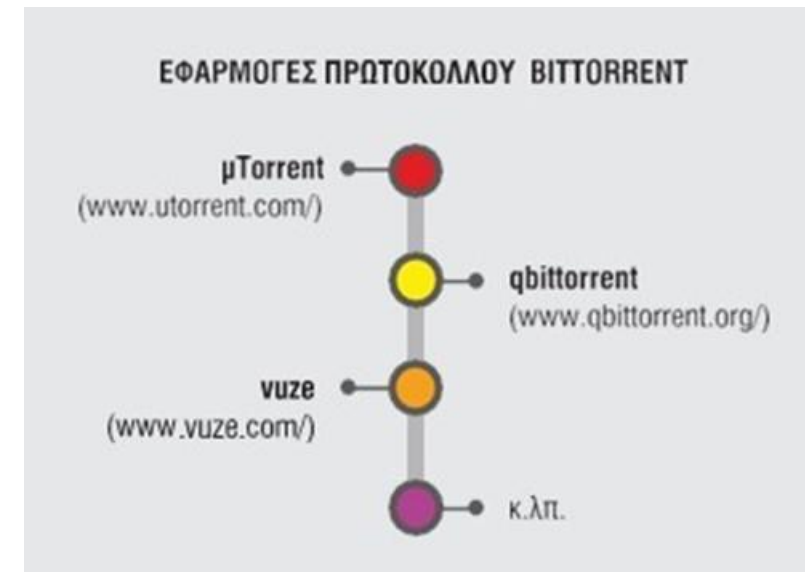 ΕΦΑΡΜΟΓΕΣ ΠΡΩΤΟΚΟΛΛΟΥ BITTORRENT
μTorrent
(www.utorrent.com/)
qbittorrent
(www.qbittorrent.org/)
vuze
(www.vuze.com/)
κ.λπ.